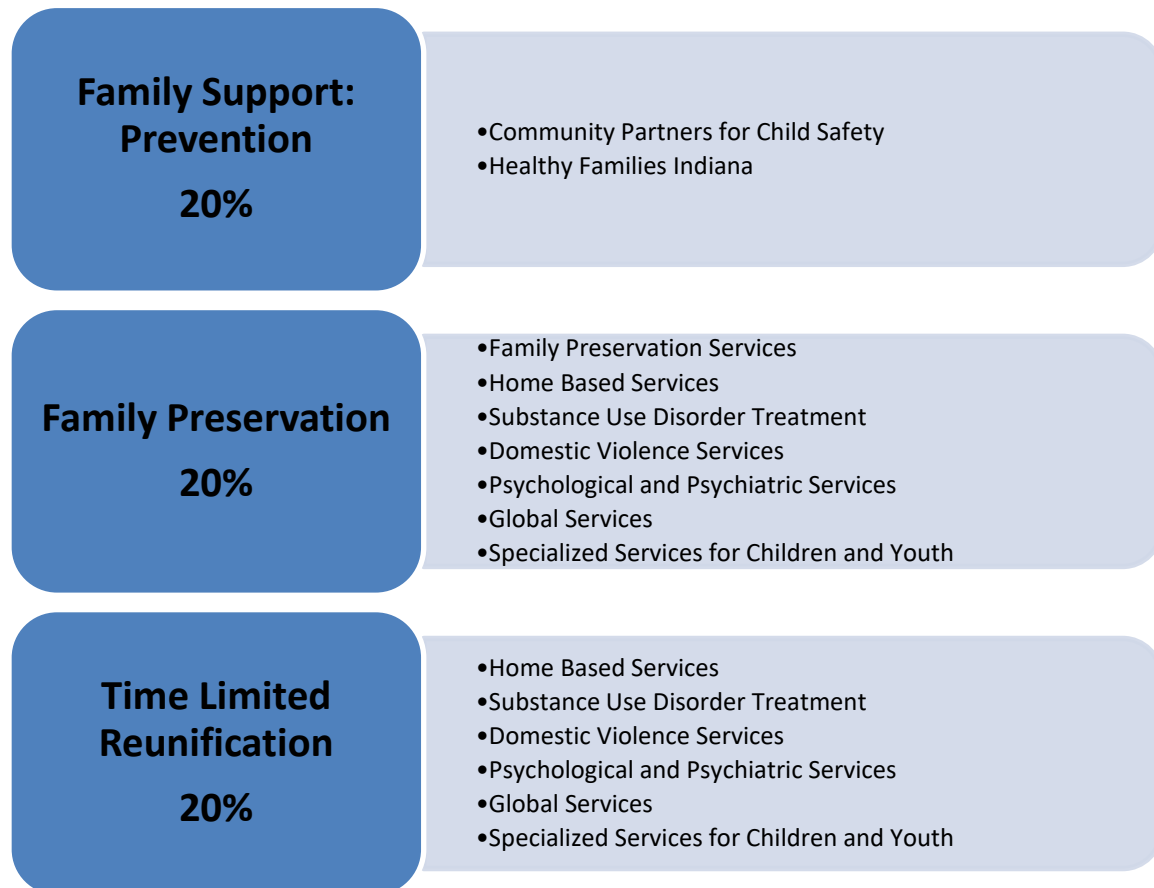 Family Support:
Prevention
20%
•Community Partners for Child Safety
•Healthy Families Indiana
Family Preservation
20%
•Family Preservation Services
•Home Based Services
•Substance Use Disorder Treatment
•Domestic Violence Services
•Psychological and Psychiatric Services
•Global Services
•Specialized Services for Children and Youth
Time Limited
Reunification
20%
•Home Based Services
•Substance Use Disorder Treatment
•Domestic Violence Services
•Psychological and Psychiatric Services
•Global Services
•Specialized Services for Children and Youth